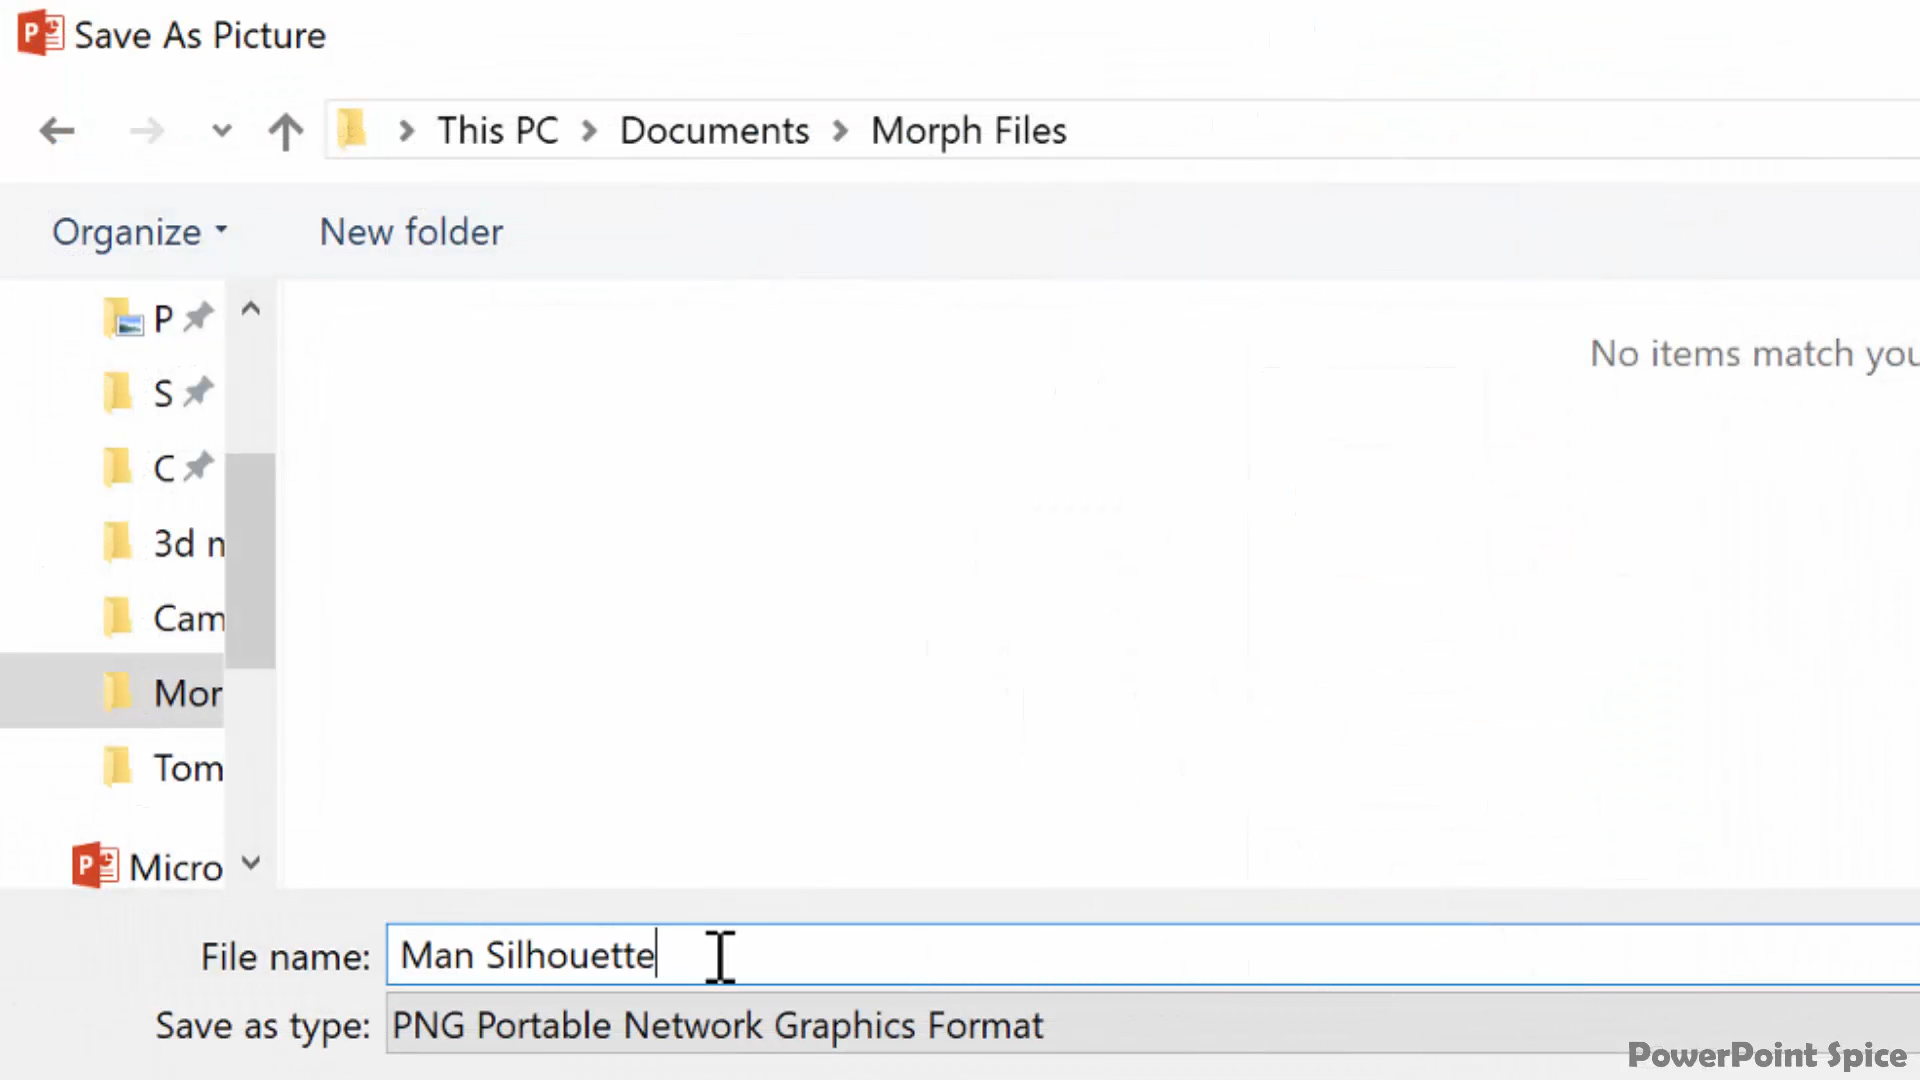 Save As Picture
This PC > Documents > Morph Files
Organize
New folder
P
No items match you
S
C
3d m
Cam
Mor
Tom
Micro
File name: Man Silhouette
Save as type: PNG Portable Network Graphics Format
PowerPoint Spice